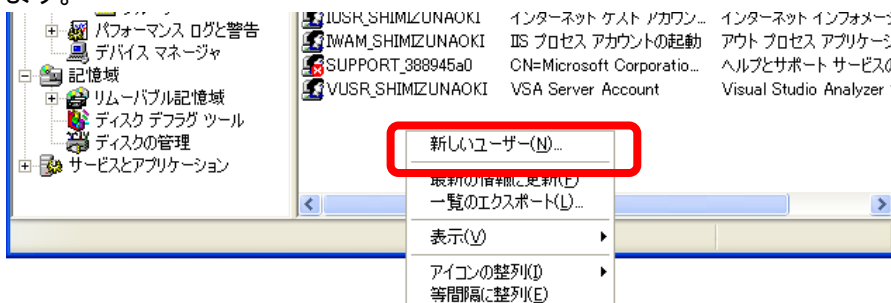 ます。
パフォーマンス ログと警告
デバイス マネージャ
記憶域
リムーバブル記憶域
ディスク デフラグ ツール
ディスクの管理
サービスとアプリケーション
IUSR_SHIMIZUNAOKI インターネット ゲスト アカウン... インターネット インフォメー
IWAM_SHIMIZUNAOKI IIS プロセス アカウントの起動 アウト プロセス アプリケーシ
SUPPORT_388945a0 CN=Microsoft Corporatio... ヘルプとサポート サービスの
VUSR_SHIMIZUNAOKI VSA Server Account Visual Studio Analyzer
新しいユーザー(N)...
最新の情報に更新(F)
一覧のエクスポート(L)...
表示(V)
アイコンの整列(I)
等間隔に整列(E)